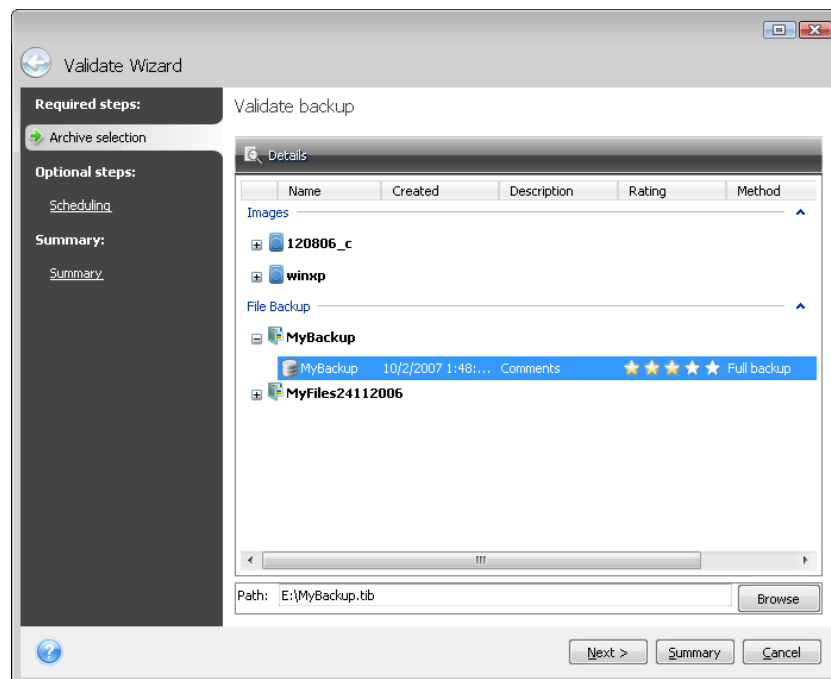 Validate Wizard
Required steps:
Validate backup
Archive selection
Details
Optional steps:
Name Created Description Rating Method
Scheduling
Images
Summary:
120806_c
Summary
winxp
File Backup
MyBackup
MyBackup 10/2/2007 1:48:... Comments Full backup
MyFiles24112006
Path: E:\MyBackup.tib Browse
Next > Summary Cancel